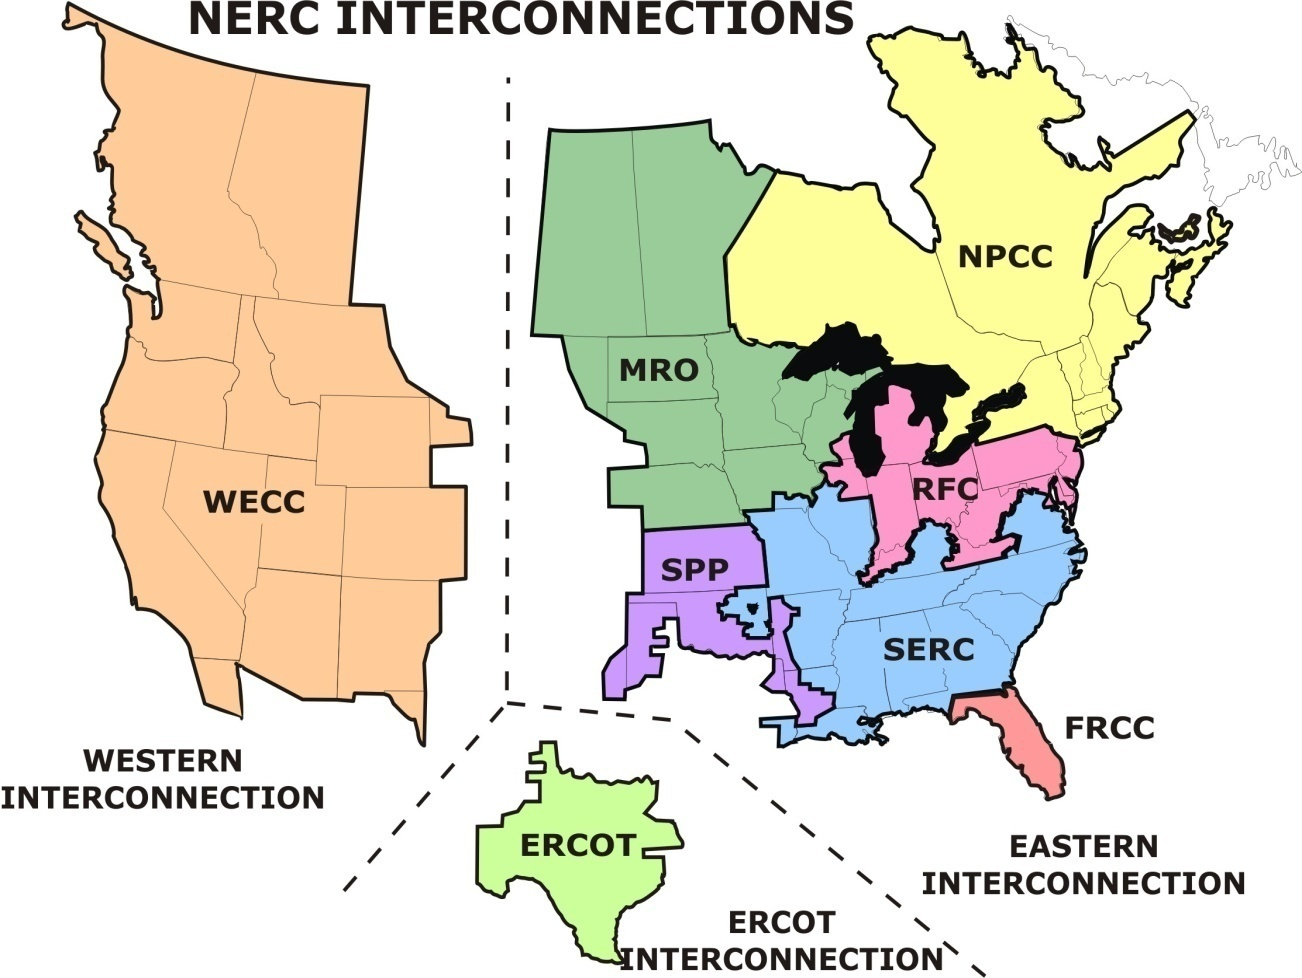 NERC INTERCONNECTIONS
NPCC
MRO
RFC
WECC
SPP
SERC
FRCC
WESTERN
INTERCONNECTION
ERCOT
EASTERN
INTERCONNECTION
ERCOT
INTERCONNECTION